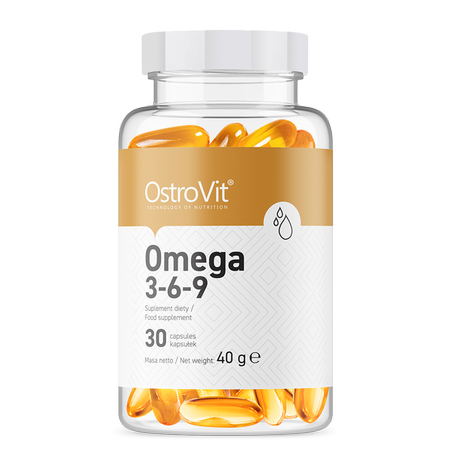 OstroVit®
TECHNOLOGY OF NUTRITION
Omega
3-6-9
Suplement diety /
Food supplement
30 capsules
kapsułek
Masa netto / Net weight: 40 g ℮